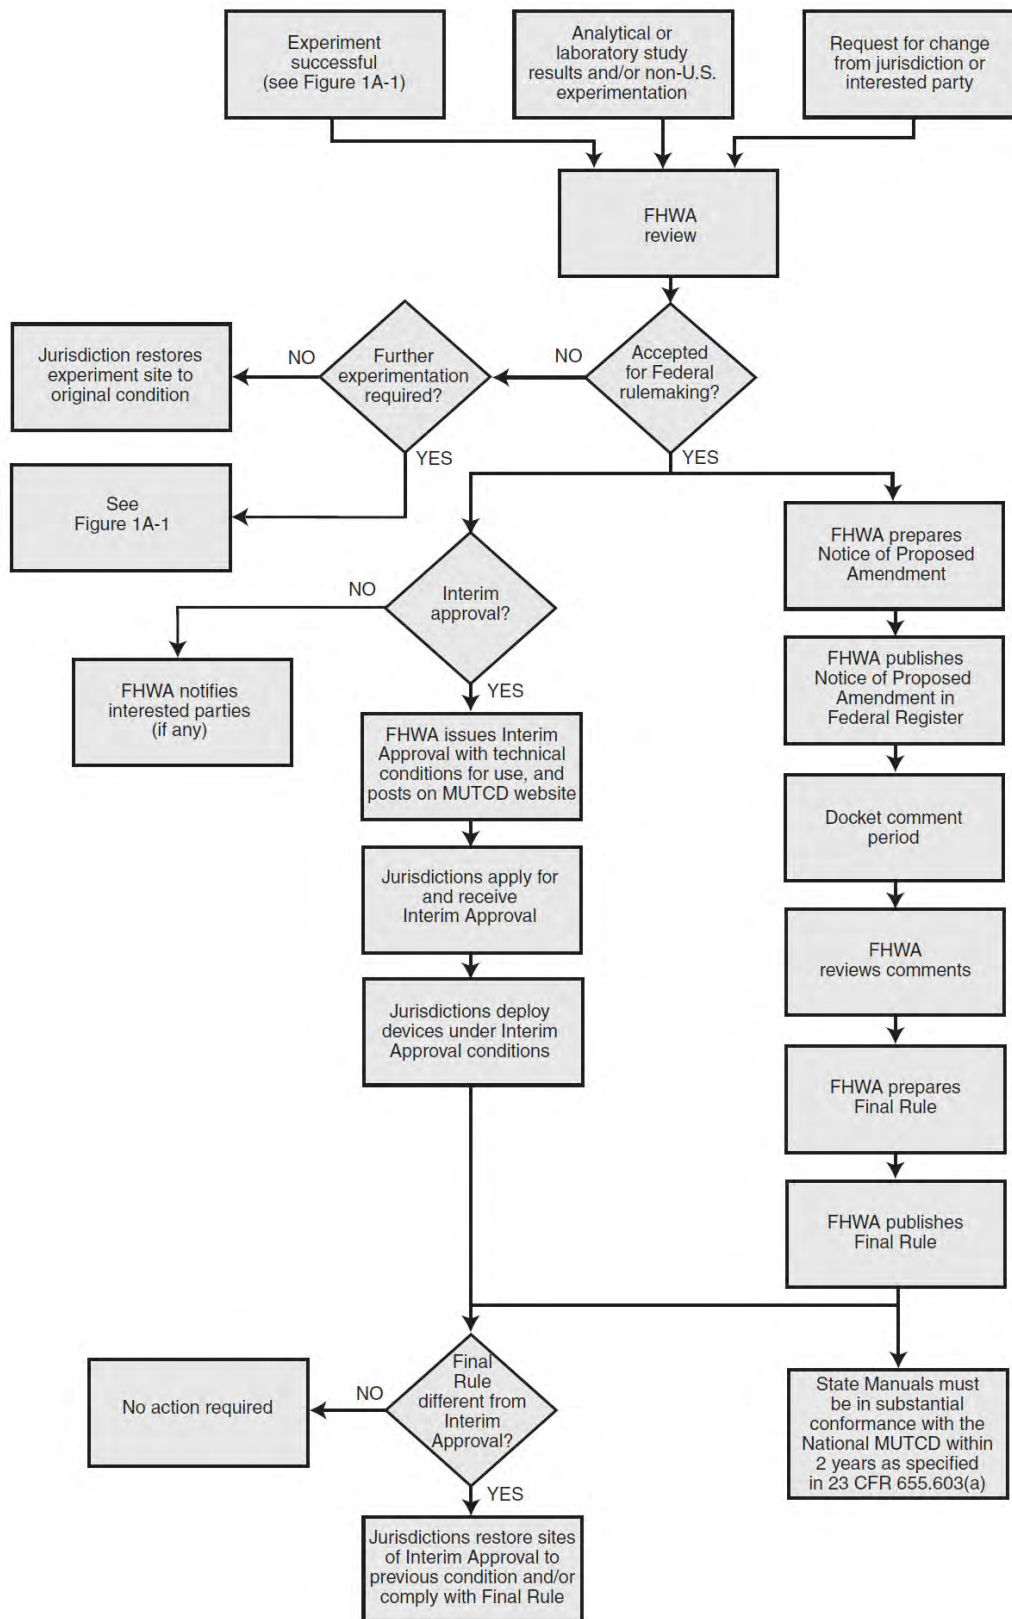 Experiment
successful
(see Figure 1A-1)
Analytical or
laboratory study
results and/or non-U.S.
experimentation
Request for change
from jurisdiction or
interested party
FHWA
review
Accepted
for Federal
rulemaking?
NO
YES
Further
experimentation
required?
NO
YES
Jurisdiction restores
experiment site to
original condition
See
Figure 1A-1
Interim
approval?
NO
YES
FHWA notifies
interested parties
(if any)
FHWA issues Interim
Approval with technical
conditions for use, and
posts on MUTCD website
Jurisdictions apply for
and receive
Interim Approval
Jurisdictions deploy
devices under Interim
Approval conditions
FHWA prepares
Notice of Proposed
Amendment
FHWA publishes
Notice of Proposed
Amendment in
Federal Register
Docket comment
period
FHWA
reviews comments
FHWA prepares
Final Rule
FHWA publishes
Final Rule
Final
Rule
different from
Interim
Approval?
NO
YES
No action required
Jurisdictions restore sites
of Interim Approval to
previous condition and/or
comply with Final Rule
State Manuals must
be in substantial
conformance with the
National MUTCD within
2 years as specified
in 23 CFR 655.603(a)